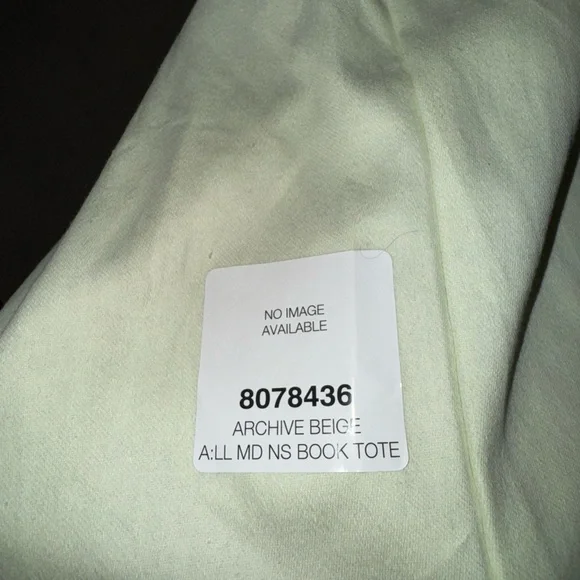 NO IMAGE
AVAILABLE
8078436
ARCHIVE BEIGE
A:LL MD NS BOOK TOTE